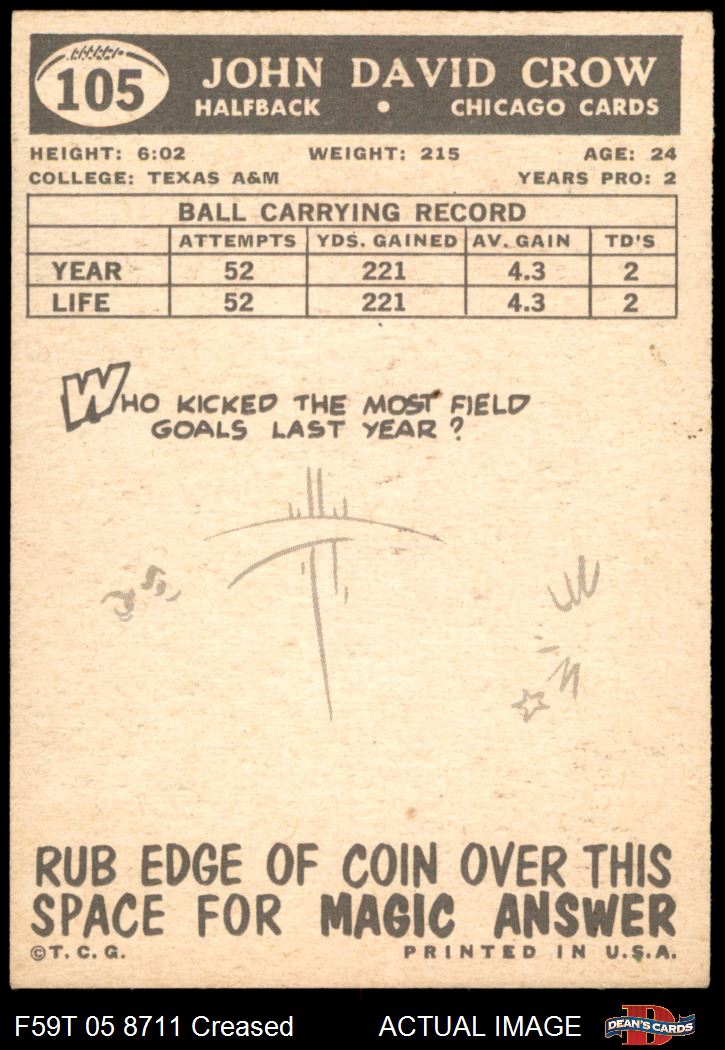 105
JOHN DAVID CROW
HALFBACK • CHICAGO CARDS
HEIGHT: 6:02 WEIGHT: 215 AGE: 24
COLLEGE: TEXAS A&M YEARS PRO: 2
BALL CARRYING RECORD
ATTEMPTS YDS. GAINED AV. GAIN TD'S
YEAR 52 221 4.3 2
LIFE 52 221 4.3 2
WHO KICKED THE MOST FIELD
GOALS LAST YEAR?
RUB EDGE OF COIN OVER THIS
SPACE FOR MAGIC ANSWER
©T. C. G. PRINTED IN U.S.A.
F59T 05 8711 Creased ACTUAL IMAGE DEAN'S CARDS